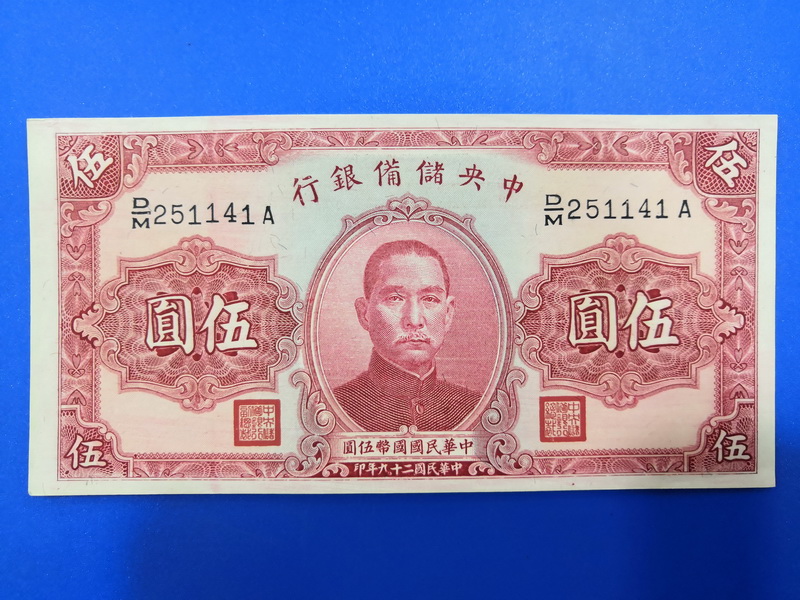 伍 伍
中央儲備銀行
D/M 251141 A D/M 251141 A
伍圓 伍圓
中華民國國幣伍圓
中華民國二十九年印
伍 伍